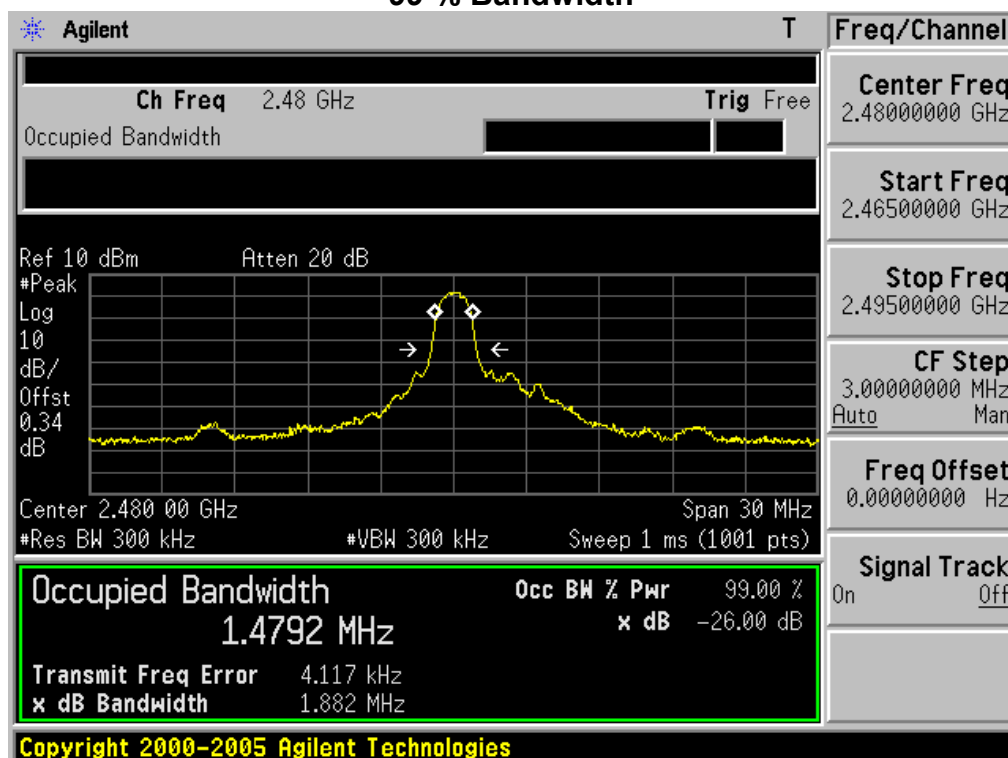 99 % Bandwidth
Agilent T
Freq/Channel
Ch Freq 2.48 GHz Trig Free
Occupied Bandwidth
Center Freq
2.48000000 GHz
Start Freq
2.46500000 GHz
Stop Freq
2.49500000 GHz
CF Step
3.00000000 MHz
Auto Man
Freq Offset
0.00000000 Hz
Signal Track
On Off
Ref 10 dBm Atten 20 dB
#Peak
Log
10
dB/
Offst
0.34
dB
Center 2.480 00 GHz Span 30 MHz
#Res BW 300 kHz #VBW 300 kHz Sweep 1 ms (1001 pts)
Occupied Bandwidth Occ BW % Pwr 99.00 %
1.4792 MHz x dB -26.00 dB
Transmit Freq Error 4.117 kHz
x dB Bandwidth 1.882 MHz
Copyright 2000-2005 Agilent Technologies